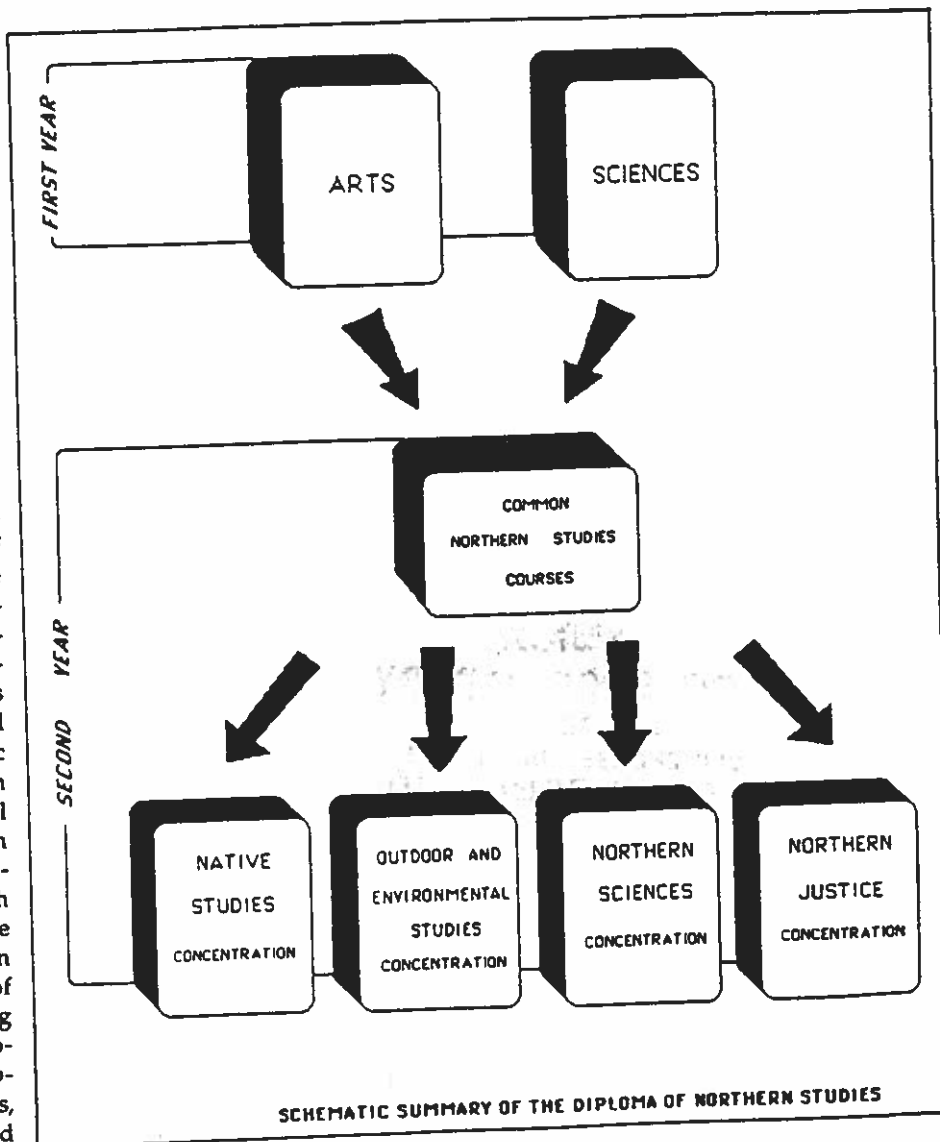 FIRST YEAR
ARTS
SCIENCES
SECOND YEAR
COMMON
NORTHERN STUDIES
COURSES
NATIVE
STUDIES
CONCENTRATION
OUTDOOR AND
ENVIRONMENTAL
STUDIES
CONCENTRATION
NORTHERN
SCIENCES
CONCENTRATION
NORTHERN
JUSTICE
CONCENTRATION
SCHEMATIC SUMMARY OF THE DIPLOMA OF NORTHERN STUDIES